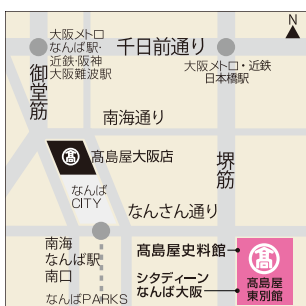 N
大阪メトロ
なんば駅・
近鉄・阪神
大阪難波駅
千日前通り
大阪メトロ・近鉄
日本橋駅
御堂筋
南海通り
髙
髙島屋大阪店
堺筋
なんば
CITY
なんさん通り
南海
なんば駅
南口
髙島屋史料館
シタディーン
なんば大阪
髙
髙島屋
東別館
なんばPARKS